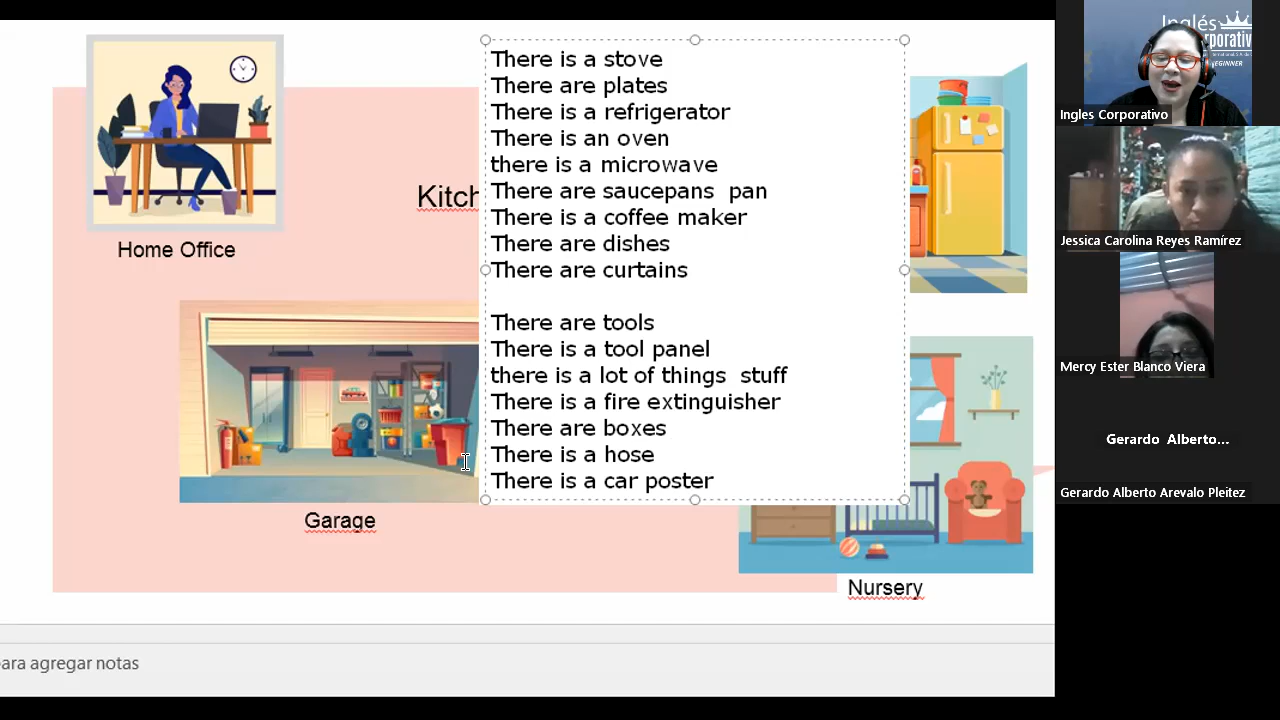 Home Office
Kitch
There is a stove
There are plates
There is a refrigerator
There is an oven
there is a microwave
There are saucepans pan
There is a coffee maker
There are dishes
There are curtains
There are tools
There is a tool panel
there is a lot of things stuff
There is a fire extinguisher
There are boxes
There is a hose
There is a car poster
Garage
Nursery
ara agregar notas
Inglés
rporativ
EGINNER
Ingles Corporativo
Jessica Carolina Reyes Ramírez
Mercy Ester Blanco Viera
Gerardo Alberto...
Gerardo Alberto Arevalo Pleitez